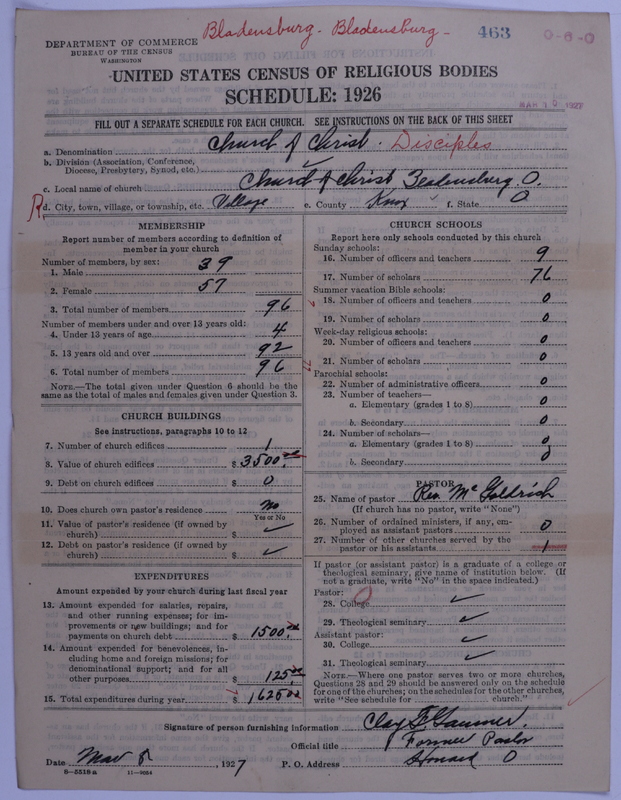 Bladensburg - Bladensburg -
463
0-8-0
DEPARTMENT OF COMMERCE
BUREAU OF THE CENSUS
WASHINGTON
UNITED STATES CENSUS OF RELIGIOUS BODIES
SCHEDULE: 1926
MAR 10 1927
FILL OUT A SEPARATE SCHEDULE FOR EACH CHURCH. SEE INSTRUCTIONS ON THE BACK OF THIS SHEET
a. Denomination Church of Christ. Disciples
b. Division (Association, Conference, Diocese, Presbytery, Synod, etc.)
c. Local name of church Church of Christ Bladensburg O.
R d. City, town, village, or township, etc. Village e. County Knox f. State O
MEMBERSHIP
Report number of members according to definition of member in your church
Number of members, by sex:
1. Male 39
2. Female 57
3. Total number of members 96
Number of members under and over 13 years old:
4. Under 13 years of age 4
5. 13 years old and over 92
6. Total number of members 96
NOTE.—The total given under Question 6 should be the same as the total of males and females given under Question 3.
CHURCH BUILDINGS
See instructions, paragraphs 10 to 12
7. Number of church edifices 1
8. Value of church edifices $ 3500.
9. Debt on church edifices $ 0
10. Does church own pastor's residence no
Yes or No
11. Value of pastor's residence (if owned by church) $ ✓
12. Debt on pastor's residence (if owned by church) $ ✓
EXPENDITURES
Amount expended by your church during last fiscal year
13. Amount expended for salaries, repairs, and other running expenses; for improvements or new buildings; and for payments on church debt $ 1500.
14. Amount expended for benevolences, including home and foreign missions; for denominational support; and for all other purposes $ 125.00
15. Total expenditures during year $ 1625.00
CHURCH SCHOOLS
Report here only schools conducted by this church
Sunday schools:
16. Number of officers and teachers 9
17. Number of scholars 76
Summer vacation Bible schools:
18. Number of officers and teachers 0
19. Number of scholars 0
Week-day religious schools:
20. Number of officers and teachers 0
21. Number of scholars 0
Parochial schools:
22. Number of administrative officers 0
23. Number of teachers—
a. Elementary (grades 1 to 8) 0
b. Secondary 0
24. Number of scholars—
a. Elementary (grades 1 to 8) 0
b. Secondary 0
PASTOR
25. Name of pastor Rev. McGoldrich
(If church has no pastor, write "None")
26. Number of ordained ministers, if any, employed as assistant pastors 0
27. Number of other churches served by the pastor or his assistants 1
If pastor (or assistant pastor) is a graduate of a college or theological seminary, give name of institution below. (If not a graduate, write "No" in the space indicated.)
Pastor:
28. College ✓
29. Theological seminary ✓
Assistant pastor:
30. College ✓
31. Theological seminary ✓
NOTE.—Where one pastor serves two or more churches, Questions 28 and 29 should be answered only on the schedule for one of the churches; on the schedules for the other churches, write "See schedule for ........ church."
Signature of person furnishing information Clay
Official title Former Pastor
Date Mar 8, 1927 P. O. Address Howard O
8-5519a 11-9024